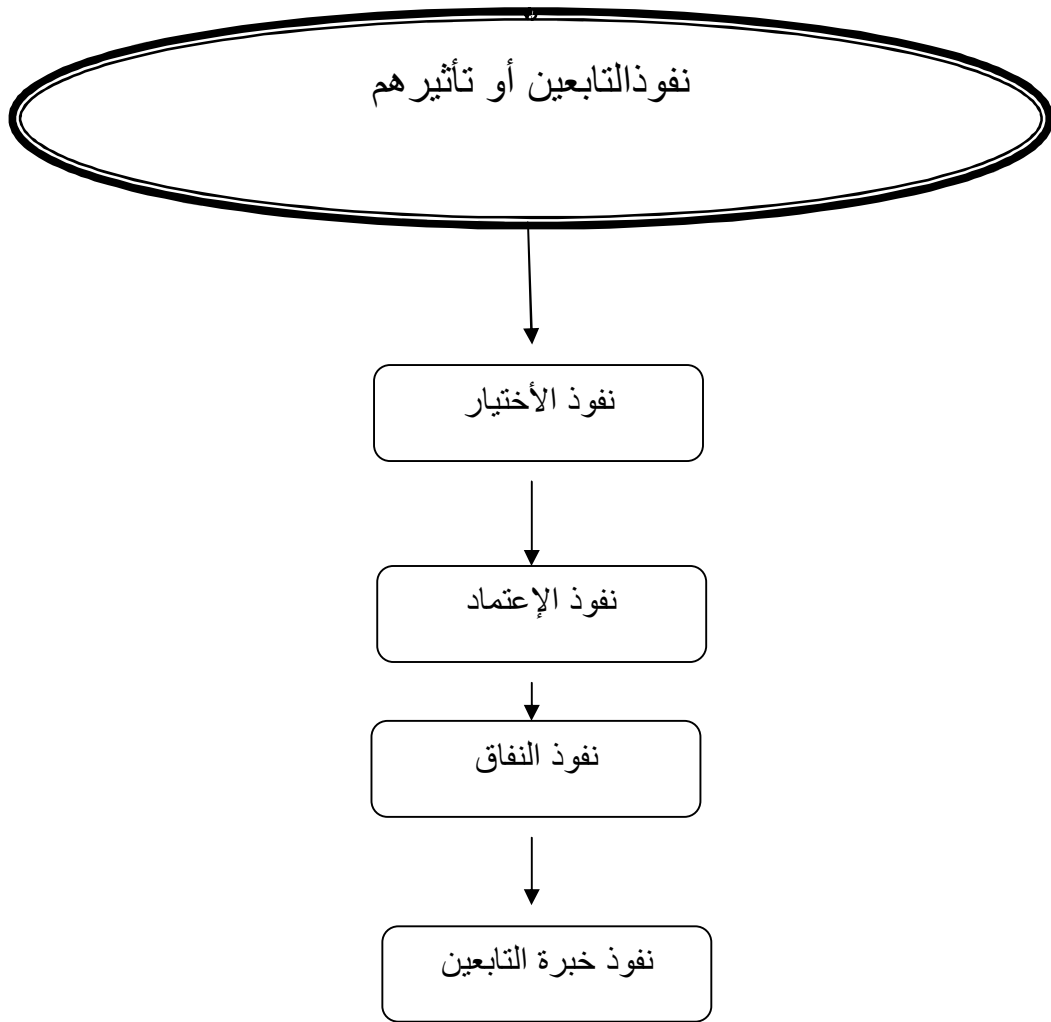 نفوذالتابعين أو تأثيرهم
نفوذ الأختيار
نفوذ الإعتماد
نفوذ النفاق
نفوذ خبرة التابعين